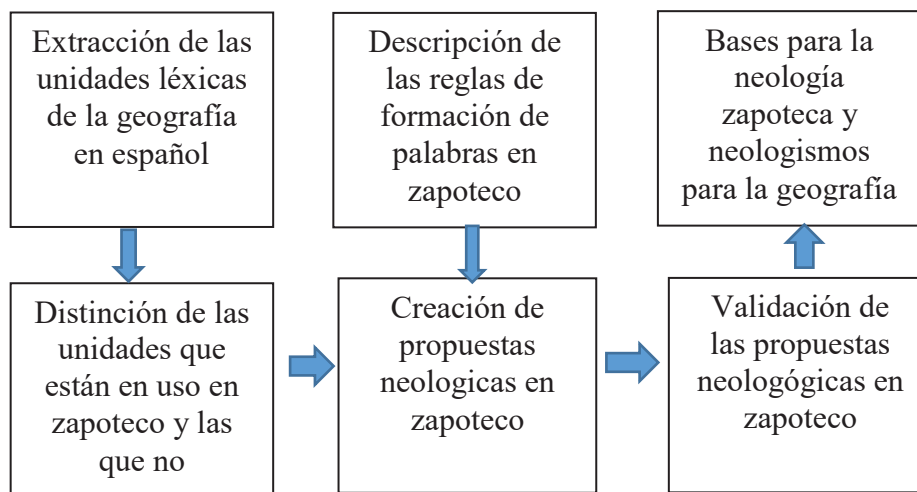 Extracción de las
unidades léxicas
de la geografía
en español
Descripción de
las reglas de
formación de
palabras en
zapoteco
Bases para la
neología
zapoteca y
neologismos
para la geografía
Distinción de las
unidades que
están en uso en
zapoteco y las
que no
Creación de
propuestas
neologicas en
zapoteco
Validación de
las propuestas
neologógicas en
zapoteco